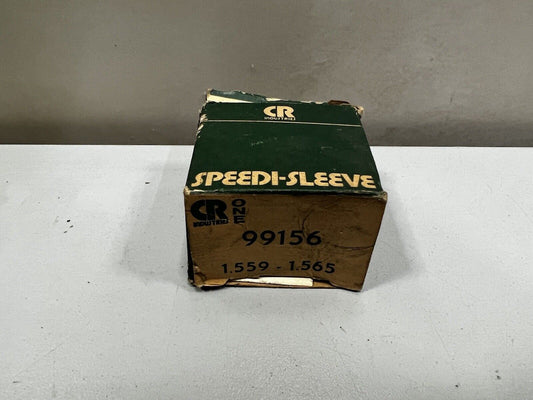 CR
INDUSTRIES
SPEEDI-SLEEVE
CR
INDUSTRIES
ONE
99156
1.559 - 1.565